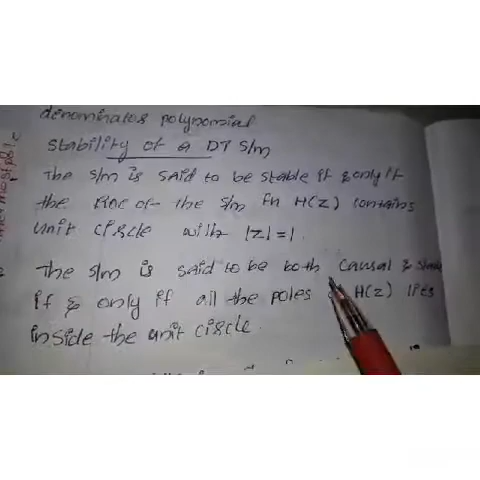 denominator polynomial
Stability of a DT S/m
The s/m is said to be stable if & only if
the ROC of the s/m fn H(z) contains
unit circle with |z|=1.
The s/m is said to be both causal &
if & only if all the poles H(z) lies
inside the unit circle.